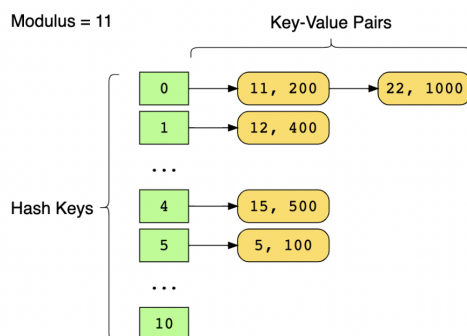 Modulus = 11
Key-Value Pairs
0 11, 200 22, 1000
1 12, 400
...
Hash Keys
4 15, 500
5 5, 100
...
10